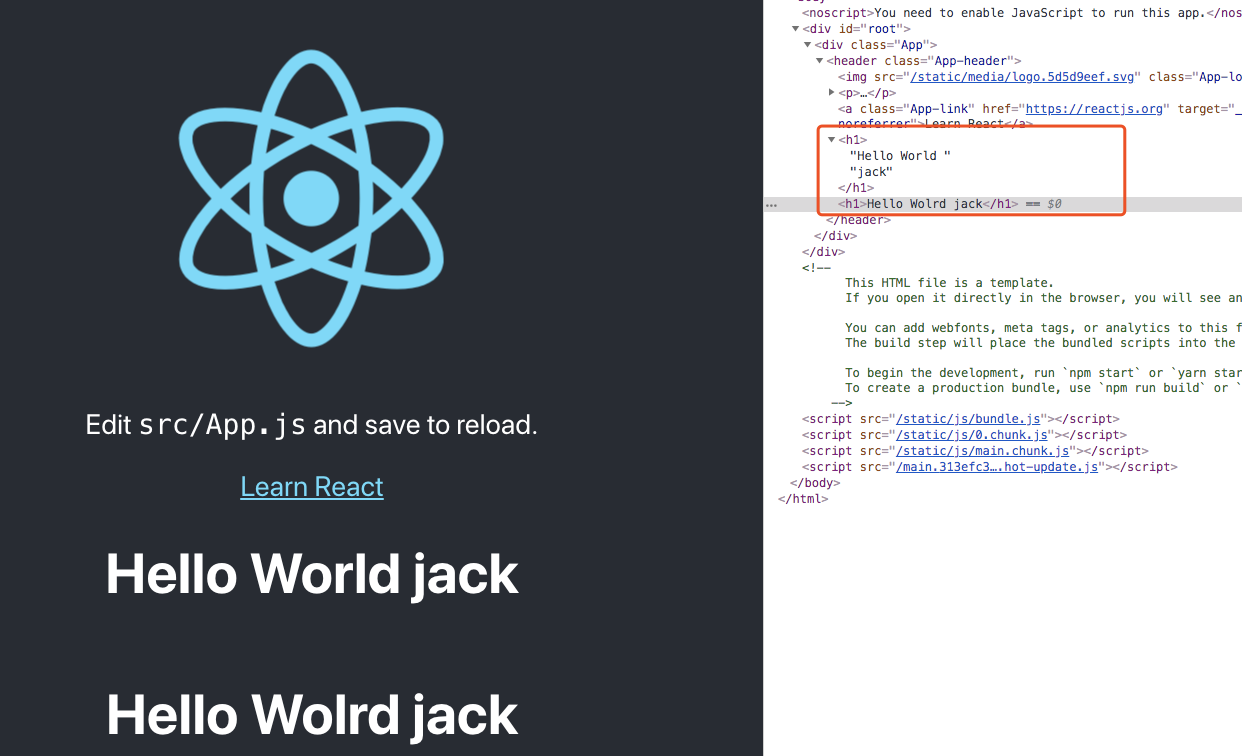 Edit src/App.js and save to reload.
Learn React
Hello World jack
Hello Wolrd jack
<noscript>You need to enable JavaScript to run this app.</nos
<div id="root">
<div class="App">
<header class="App-header">
<img src="/static/media/logo.5d5d9eef.svg" class="App-lo
<p>…</p>
<a class="App-link" href="https://reactjs.org" target="_
noreferrer">Learn React</a>
<h1>
"Hello World "
"jack"
</h1>
... <h1>Hello Wolrd jack</h1> == $0
</header>
</div>
</div>
<!--
This HTML file is a template.
If you open it directly in the browser, you will see an
You can add webfonts, meta tags, or analytics to this f
The build step will place the bundled scripts into the
To begin the development, run `npm start` or `yarn star
To create a production bundle, use `npm run build` or `
-->
<script src="/static/js/bundle.js"></script>
<script src="/static/js/0.chunk.js"></script>
<script src="/static/js/main.chunk.js"></script>
<script src="/main.313efc3….hot-update.js"></script>
</body>
</html>